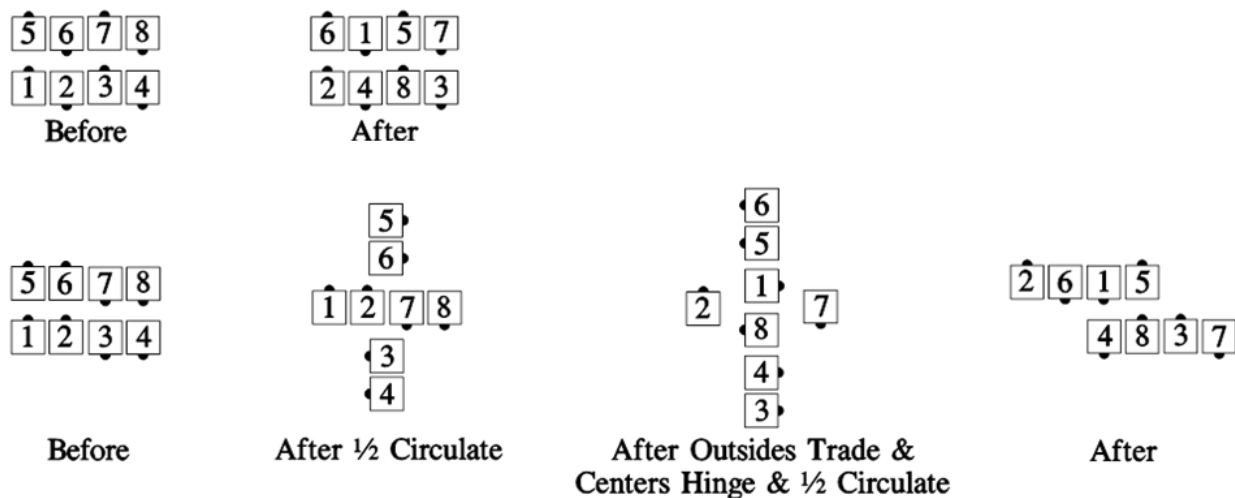 5 6 7 8 6 1 5 7
1 2 3 4 2 4 8 3
Before After
5
6
5 6 7 8
1 2 3 4
1 2 7 8
3
4
6
5
2 1 7
8
4
3
2 6 1 5
4 8 3 7
Before After ½ Circulate After Outsides Trade & After
Centers Hinge & ½ Circulate